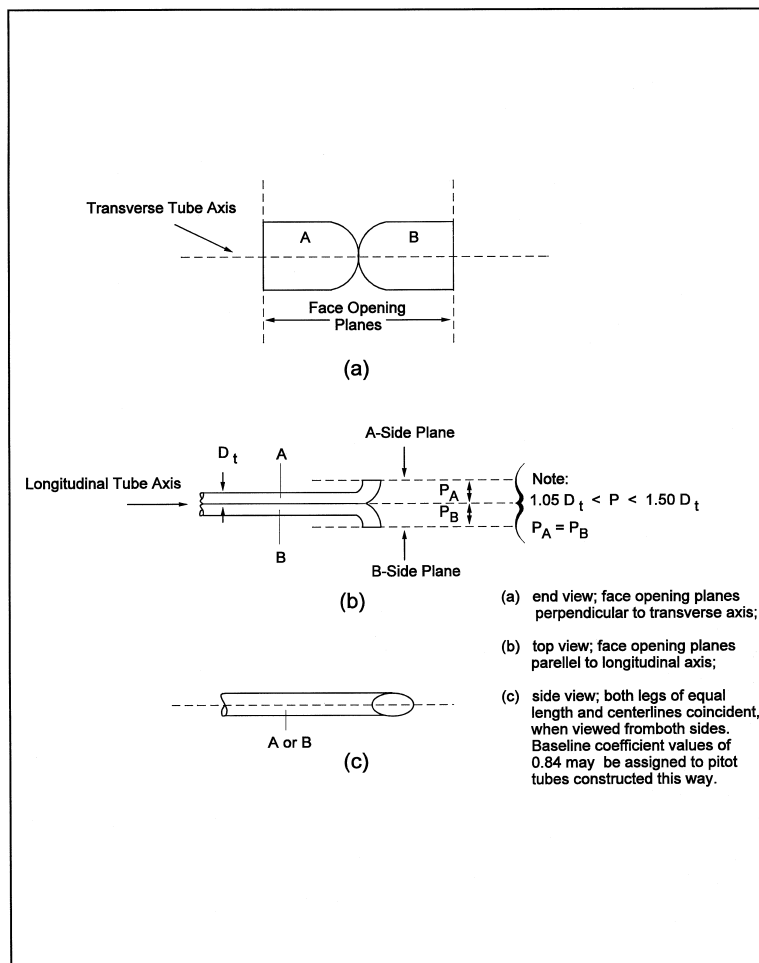 Transverse Tube Axis
A
B
Face Opening
Planes
(a)
A-Side Plane
D t
A
Longitudinal Tube Axis
P A
P B
B
B-Side Plane
Note:
1.05 D t < P < 1.50 D t
P A = P B
(b)
(a) end view; face opening planes
perpendicular to transverse axis;
(b) top view; face opening planes
parellel to longitudinal axis;
(c) side view; both legs of equal
length and centerlines coincident,
when viewed fromboth sides.
Baseline coefficient values of
0.84 may be assigned to pitot
tubes constructed this way.
A or B
(c)